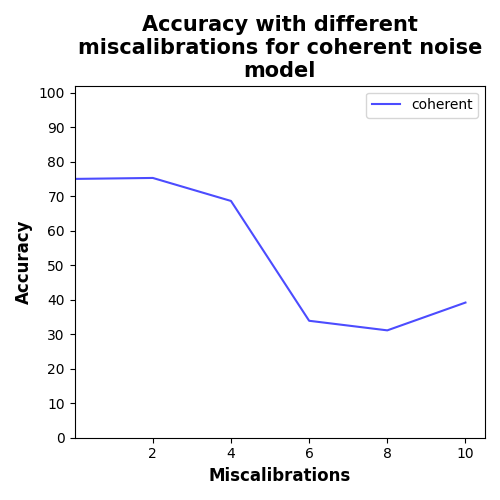 Accuracy with different
miscalibrations for coherent noise
model
coherent
100
90
80
70
60
50
40
30
20
10
0
Accuracy
2 4 6 8 10
Miscalibrations